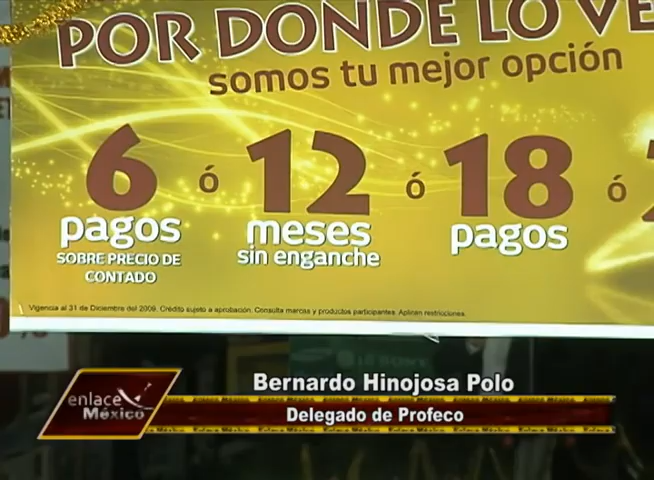 POR DONDE LO VE
somos tu mejor opción
6 ó 12 ó 18 ó
pagos meses pagos
SOBRE PRECIO DE CONTADO sin enganche
Vigencia al 31 de Diciembre del 2009. Crédito sujeto a aprobación. Consulta marcas y productos participantes. Aplican restricciones.
enlace México
Bernardo Hinojosa Polo
Delegado de Profeco